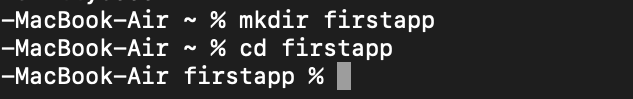 -MacBook-Air ~ % mkdir firstapp
-MacBook-Air ~ % cd firstapp
-MacBook-Air firstapp %